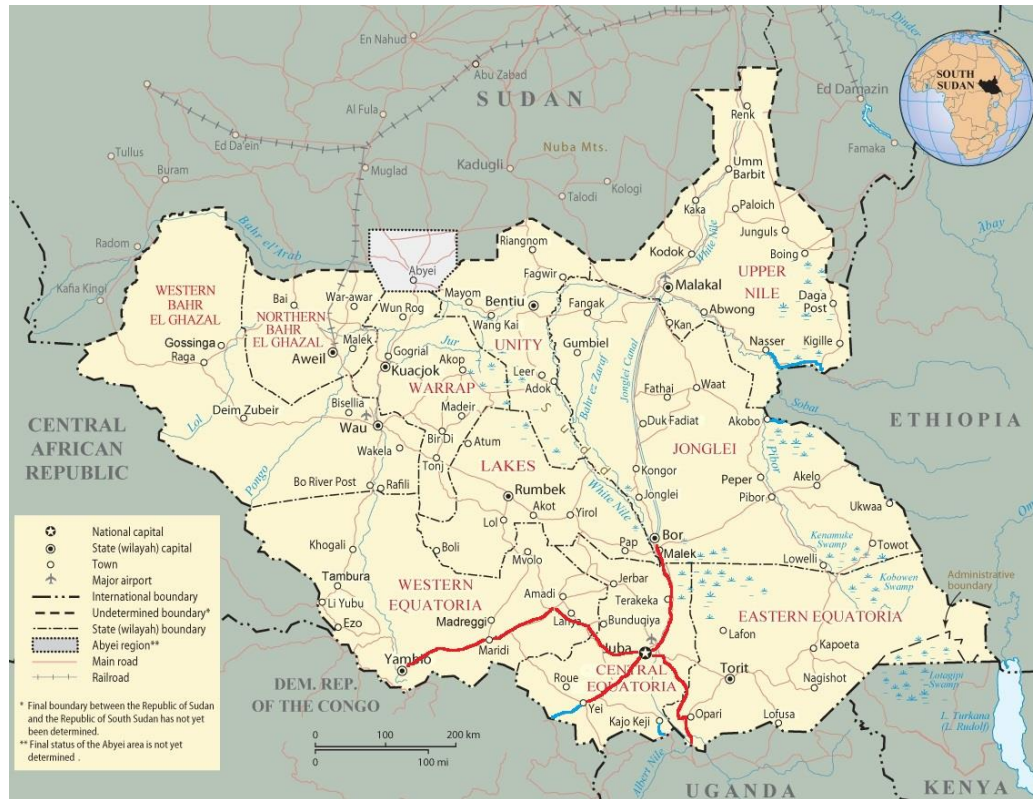 En Nahud
Abu Zabad
SUDAN
Dinder
Ed Damazin
SOUTH
SUDAN
Renk
Al Fula
Ed Da'ein
Nuba Mts.
Famaka
Tullus
Buram
Muglad
Kadugli
Talodi
Kologi
Umm
Barbit
Kaka
Paloich
Junguls
Abay
Radom
Bahr el'Arab
Riangnom
Kodok
White Nile
Boing
Kafia Kingi
Abyei
Fagwir
UPPER
NILE
WESTERN
BAHR
EL GHAZAL
Bai
War-awar
Wun Rog
Mayom
Bentiu
Fangak
Malakal
Daga
Post
NORTHERN
BAHR
EL GHAZAL
Wang Kai
Kan
Abwong
Gossinga
Raga
Malek
Aweil
Gogrial
Jur
UNITY
Gumbiel
Nasser
Kigille
Kuacjok
Akop
WARRAP
Leer
Adok
Bahr ez Zaraf
Jonglei Canal
Fathai
Waat
Sobat
ETHIOPIA
Deim Zubeir
Bisellia
Wau
Madeir
Sudd
Duk Fadiat
Akobo
CENTRAL
AFRICAN
REPUBLIC
Lol
Bir Di
Atum
JONGLEI
Pibor
Wakela
Tonj
LAKES
Kongor
Pongo
Bo River Post
Rafili
Rumbek
White Nile
Jonglei
Peper
Pibor
Akelo
Ukwaa
Om
Akot
Yirol
Lol
Bor
Malek
Kenamuke
Swamp
Towot
Khogali
Boli
Mvolo
Pap
Lowelli
Kobowen
Swamp
Administrative
boundary
Tambura
WESTERN
EQUATORIA
Jerbar
Li Yubu
Amadi
Terakeka
EASTERN EQUATORIA
Ezo
Madreggi
Lanya
Bunduqiya
Lafon
Maridi
Juba
Kapoeta
Yambio
CENTRAL
EQUATORIA
Torit
Lotagipi
Swamp
DEM. REP.
OF THE CONGO
Roue
Nagishot
Yei
Kajo Keji
Opari
Lofusa
L. Turkana
(L. Rudolf)
Albert Nile
UGANDA
KENYA
National capital
State (wilayah) capital
Town
Major airport
International boundary
Undetermined boundary*
State (wilayah) boundary
Abyei region**
Main road
Railroad
* Final boundary between the Republic of Sudan
and the Republic of South Sudan has not yet
been determined.
** Final status of the Abyei area is not yet
determined .
0 100 200 km
0 100 mi